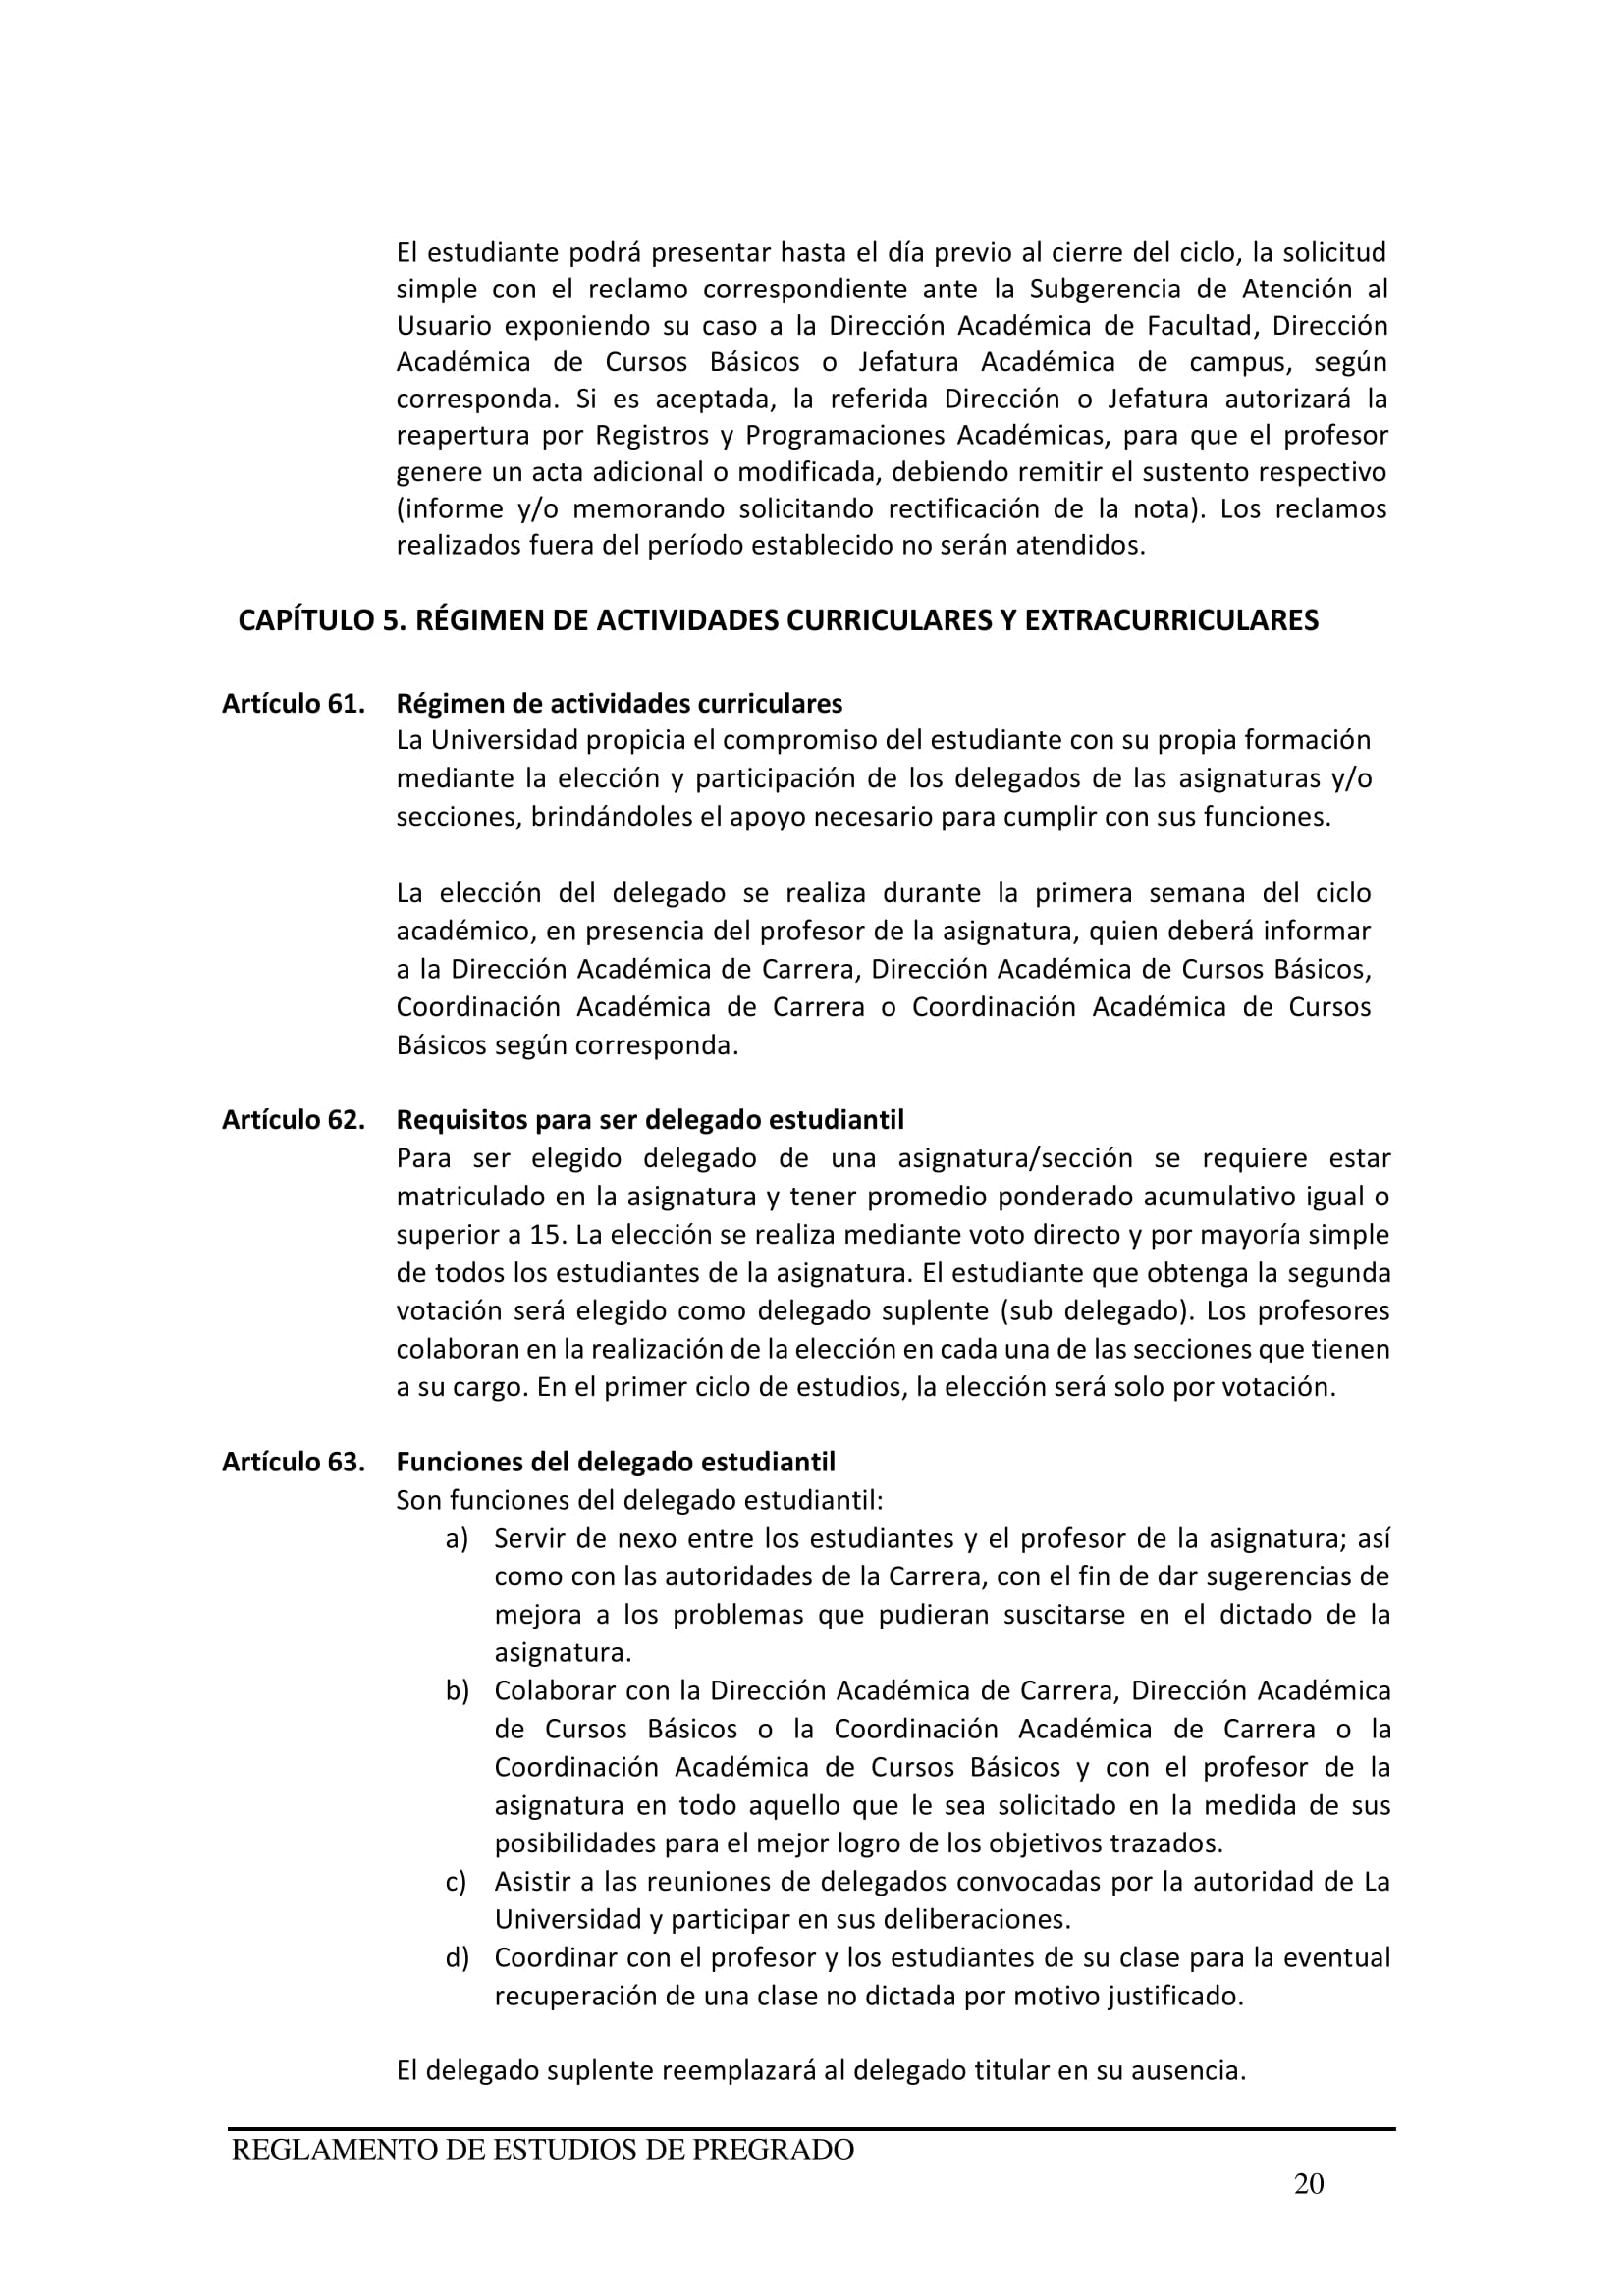 El estudiante podrá presentar hasta el día previo al cierre del ciclo, la solicitud
simple con el reclamo correspondiente ante la Subgerencia de Atención al
Usuario exponiendo su caso a la Dirección Académica de Facultad, Dirección
Académica de Cursos Básicos o Jefatura Académica de campus, según
corresponda. Si es aceptada, la referida Dirección o Jefatura autorizará la
reapertura por Registros y Programaciones Académicas, para que el profesor
genere un acta adicional o modificada, debiendo remitir el sustento respectivo
(informe y/o memorando solicitando rectificación de la nota). Los reclamos
realizados fuera del período establecido no serán atendidos.
CAPÍTULO 5. RÉGIMEN DE ACTIVIDADES CURRICULARES Y EXTRACURRICULARES
Artículo 61. Régimen de actividades curriculares
La Universidad propicia el compromiso del estudiante con su propia formación
mediante la elección y participación de los delegados de las asignaturas y/o
secciones, brindándoles el apoyo necesario para cumplir con sus funciones.
La elección del delegado se realiza durante la primera semana del ciclo
académico, en presencia del profesor de la asignatura, quien deberá informar
a la Dirección Académica de Carrera, Dirección Académica de Cursos Básicos,
Coordinación Académica de Carrera o Coordinación Académica de Cursos
Básicos según corresponda.
Artículo 62. Requisitos para ser delegado estudiantil
Para ser elegido delegado de una asignatura/sección se requiere estar
matriculado en la asignatura y tener promedio ponderado acumulativo igual o
superior a 15. La elección se realiza mediante voto directo y por mayoría simple
de todos los estudiantes de la asignatura. El estudiante que obtenga la segunda
votación será elegido como delegado suplente (sub delegado). Los profesores
colaboran en la realización de la elección en cada una de las secciones que tienen
a su cargo. En el primer ciclo de estudios, la elección será solo por votación.
Artículo 63. Funciones del delegado estudiantil
Son funciones del delegado estudiantil:
a) Servir de nexo entre los estudiantes y el profesor de la asignatura; así
como con las autoridades de la Carrera, con el fin de dar sugerencias de
mejora a los problemas que pudieran suscitarse en el dictado de la
asignatura.
b) Colaborar con la Dirección Académica de Carrera, Dirección Académica
de Cursos Básicos o la Coordinación Académica de Carrera o la
Coordinación Académica de Cursos Básicos y con el profesor de la
asignatura en todo aquello que le sea solicitado en la medida de sus
posibilidades para el mejor logro de los objetivos trazados.
c) Asistir a las reuniones de delegados convocadas por la autoridad de La
Universidad y participar en sus deliberaciones.
d) Coordinar con el profesor y los estudiantes de su clase para la eventual
recuperación de una clase no dictada por motivo justificado.
El delegado suplente reemplazará al delegado titular en su ausencia.
REGLAMENTO DE ESTUDIOS DE PREGRADO
20